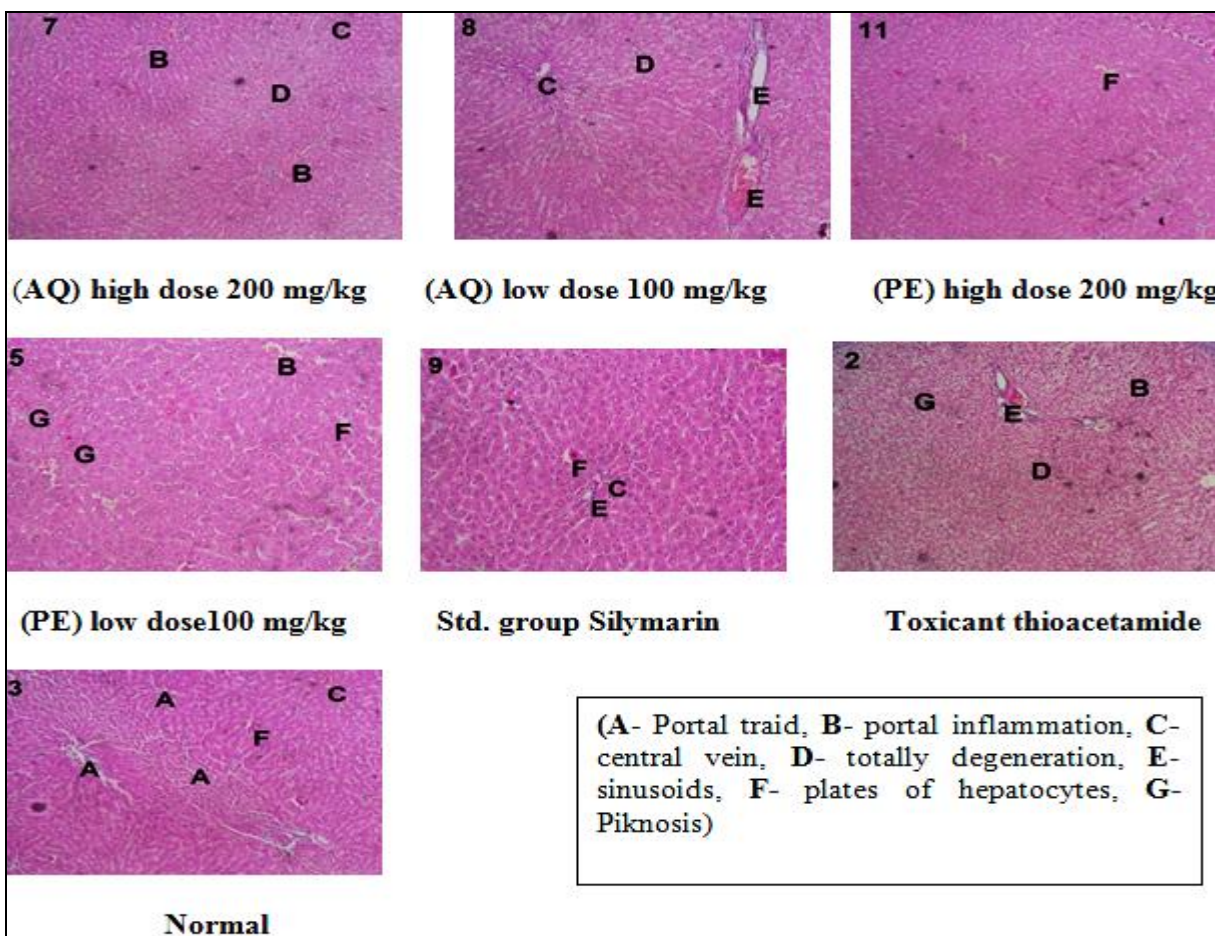 7
C
B
D
B
8
D
C
E
E
11
F
(AQ) high dose 200 mg/kg
(AQ) low dose 100 mg/kg
(PE) high dose 200 mg/kg
5
B
G
G
F
9
F
C
E
2
B
G
E
D
(PE) low dose100 mg/kg
Std. group Silymarin
Toxicant thioacetamide
3
A
C
F
A
A
(A- Portal traid, B- portal inflammation, C-
central vein, D- totally degeneration, E-
sinusoids, F- plates of hepatocytes, G-
Piknosis)
Normal